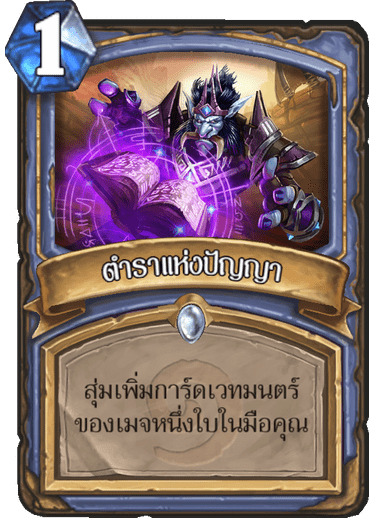 1
ตำราแห่งปัญญา
สุ่มเพิ่มการ์ดเวทมนตร์
ของเมจหนึ่งใบในมือคุณ